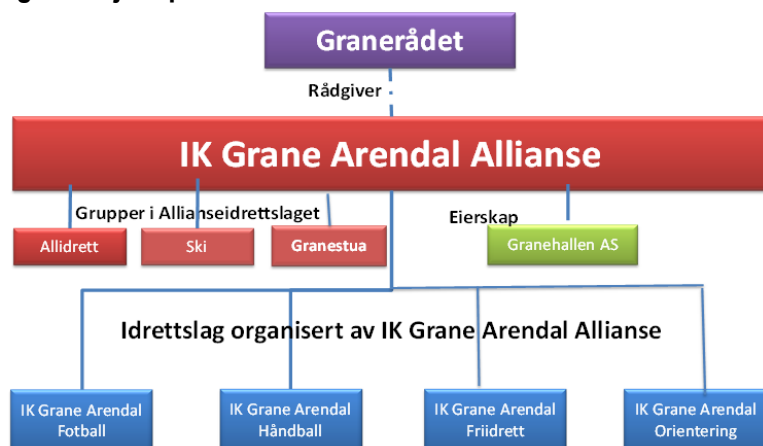 Granerådet
Rådgiver
IK Grane Arendal Allianse
Grupper i Allianseidrettslaget
Eierskap
Allidrett
Ski
Granestua
Granehallen AS
Idrettslag organisert av IK Grane Arendal Allianse
IK Grane Arendal
Fotball
IK Grane Arendal
Håndball
IK Grane Arendal
Friidrett
IK Grane Arendal
Orientering